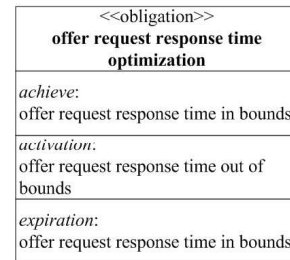 <<obligation>>
offer request response time
optimization
achieve:
offer request response time in bounds
activation:
offer request response time out of
bounds
expiration:
offer request response time in bounds